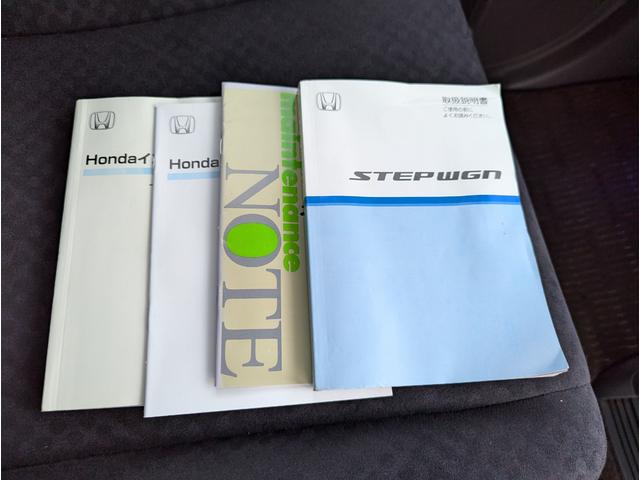 Hondaイ
Honda
maintenance
NOTE
取扱説明書
ご使用の前に
よくお読みください。
STEPWGN